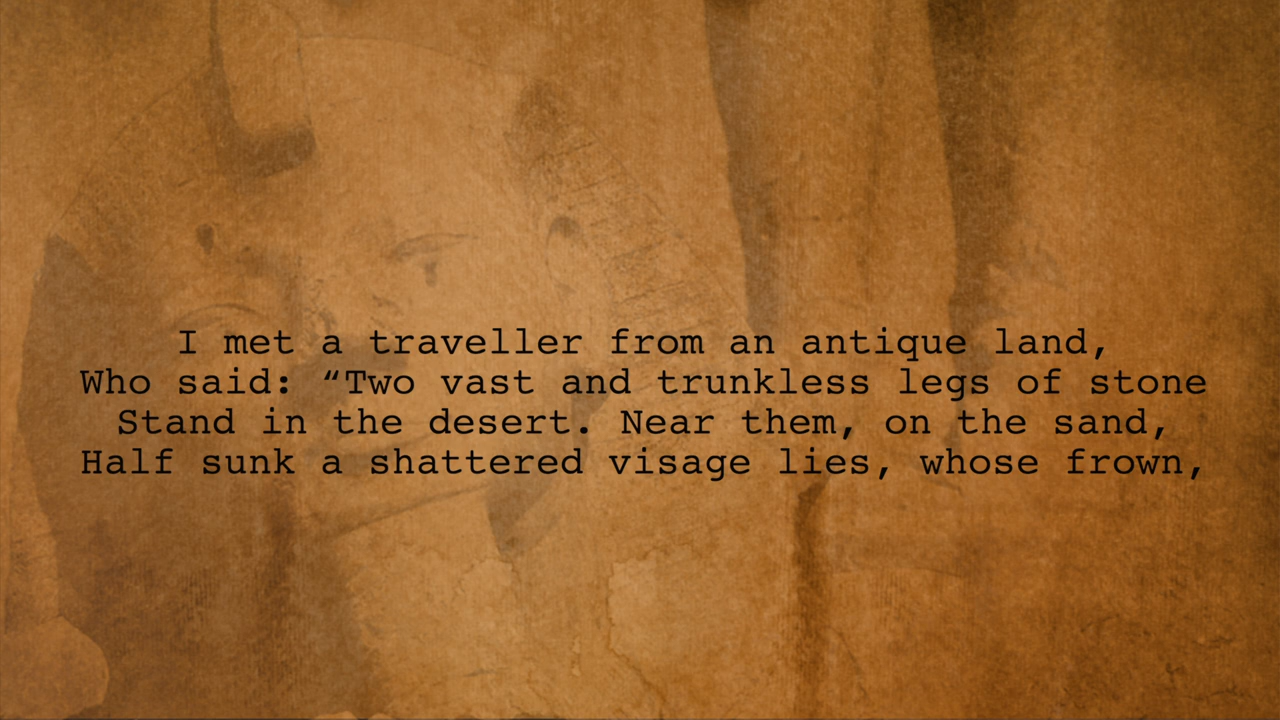 I met a traveller from an antique land,
Who said: “Two vast and trunkless legs of stone
Stand in the desert. Near them, on the sand,
Half sunk a shattered visage lies, whose frown,